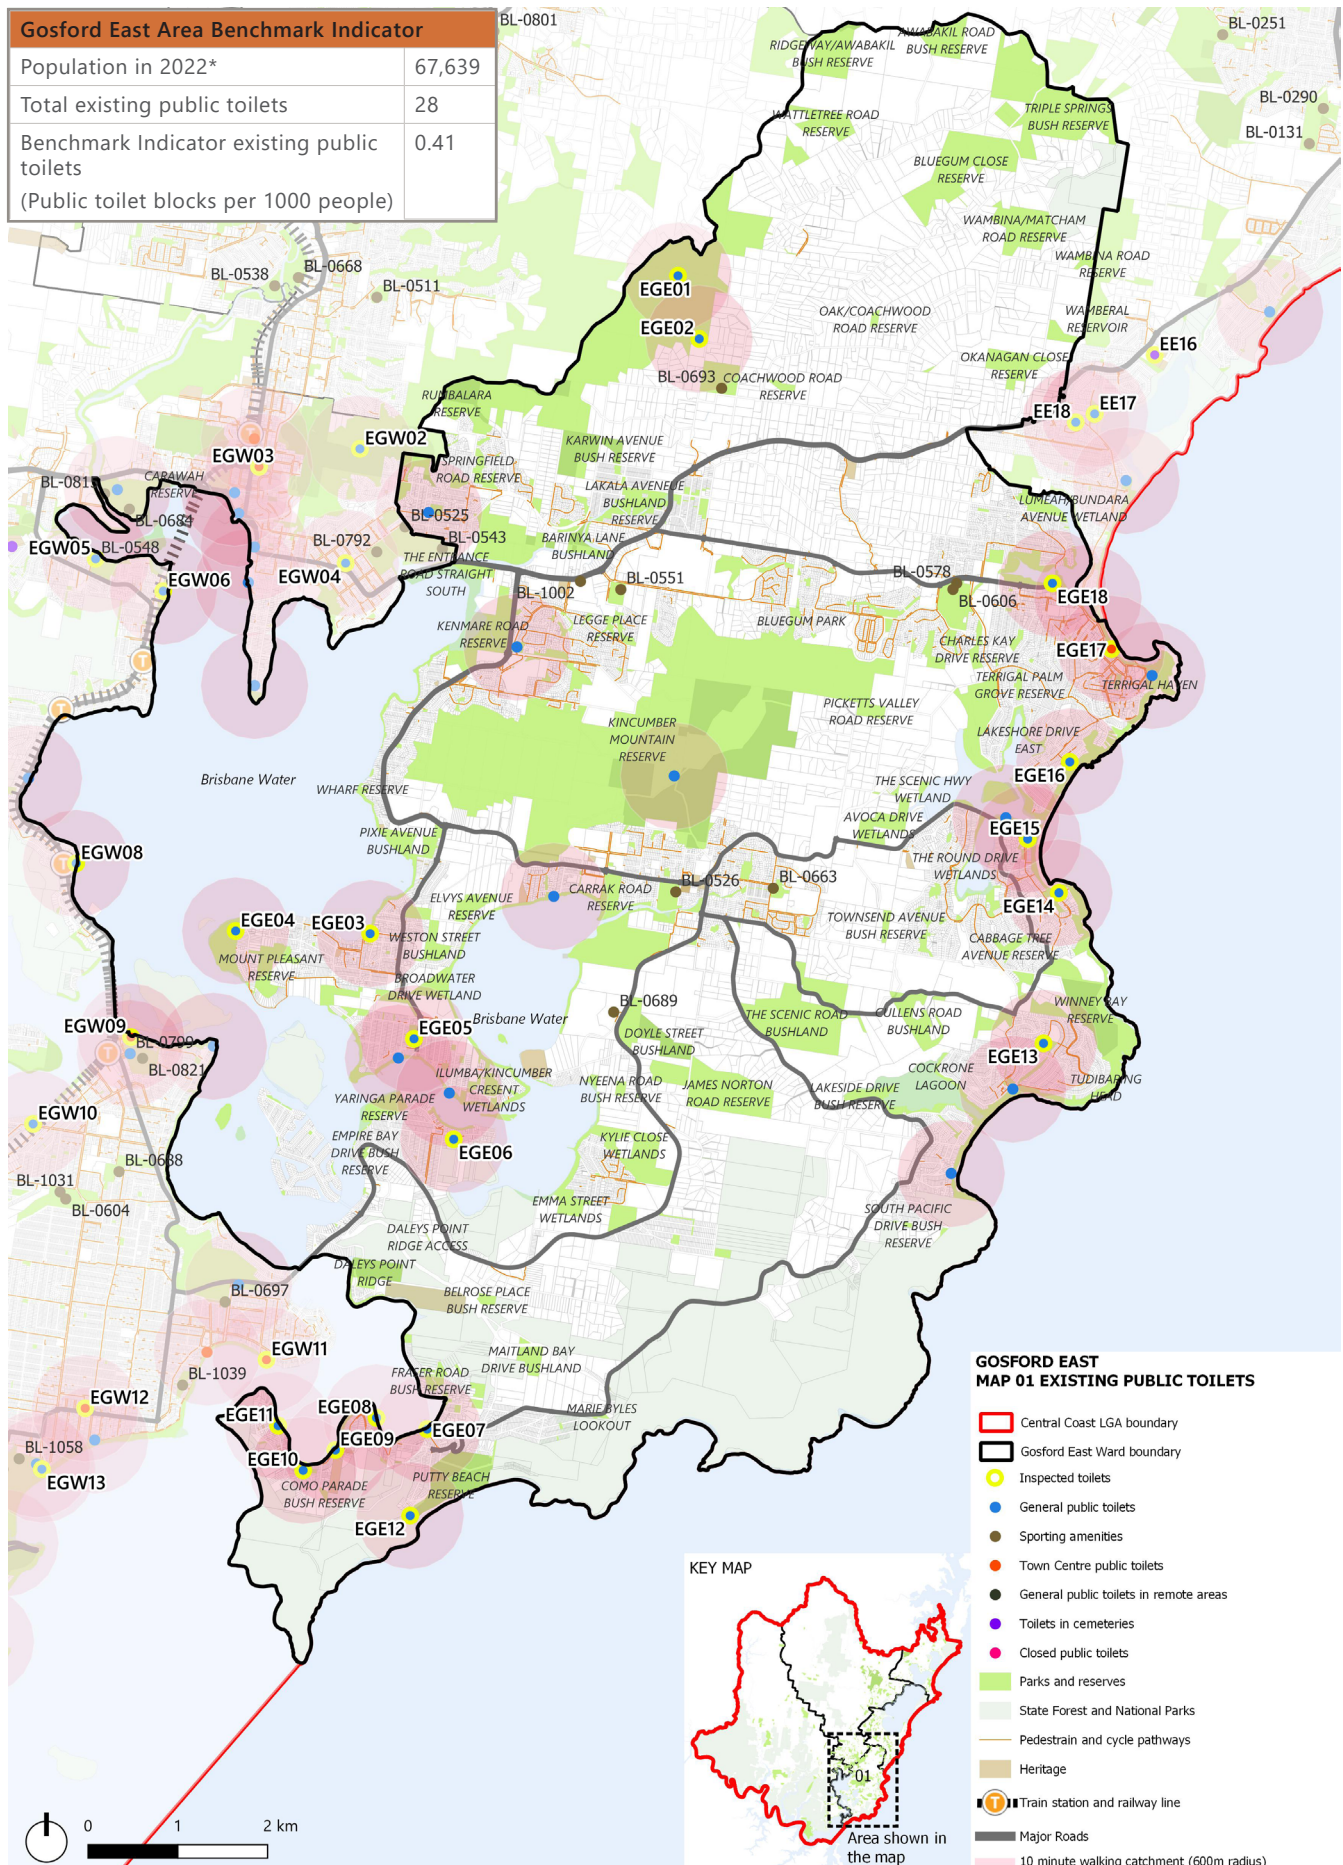 Gosford East Area Benchmark Indicator
Population in 2022*
67,639
Total existing public toilets
28
Benchmark Indicator existing public
toilets
0.41
(Public toilet blocks per 1000 people)
BL-0801
RIDGEWAY/AWABAKIL
BUSH RESERVE
AWABAKIL ROAD
BUSH RESERVE
BL-0251
BL-0290
BL-0131
WATTLETREE ROAD
RESERVE
TRIPLE SPRINGS
BUSH RESERVE
BLUEGUM CLOSE
RESERVE
WAMBINA/MATCHAM
ROAD RESERVE
WAMBINA ROAD
RESERVE
BL-0538
BL-0668
BL-0511
EGE01
EGE02
OAK/COACHWOOD
ROAD RESERVE
WAMBERAL
RESERVOIR
EE16
OKANAGAN CLOSE
RESERVE
BL-0693
COACHWOOD ROAD
RESERVE
RUMBALARA
RESERVE
EE18
EE17
EGW02
EGW03
KARWIN AVENUE
BUSH RESERVE
SPRINGFIELD
ROAD RESERVE
CARAWAH
RESERVE
LAKALA AVENEUE
BUSHLAND
RESERVE
LUMEAH/BUNDARA
AVENUE WETLAND
BL-0684
BL-0525
BL-0543
BARINYA LANE
BUSHLAND
EGW05
BL-0548
BL-0792
EGW06
EGW04
THE ENTRANCE
ROAD STRAIGHT
SOUTH
BL-1002
BL-0551
BL-0578
BL-0606
EGE18
KENMARE ROAD
RESERVE
LEGGE PLACE
RESERVE
BLUEGUM PARK
CHARLES KAY
DRIVE RESERVE
EGE17
TERRIGAL PALM
GROVE RESERVE
TERRIGAL HAVEN
PICKETTS VALLEY
ROAD RESERVE
KINCUMBER
MOUNTAIN
RESERVE
LAKESHORE DRIVE
EAST
EGE16
Brisbane Water
WHARF RESERVE
THE SCENIC HWY
WETLAND
PIXIE AVENUE
BUSHLAND
AVOCA DRIVE
WETLANDS
EGE15
EGW08
THE ROUND DRIVE
WETLANDS
BL-0526
BL-0663
CARRAK ROAD
RESERVE
ELVYS AVENUE
RESERVE
EGE14
EGE04
EGE03
TOWNSEND AVENUE
BUSH RESERVE
WESTON STREET
BUSHLAND
CABBAGE TREE
AVENUE RESERVE
MOUNT PLEASANT
RESERVE
BROADWATER
DRIVE WETLAND
WINNEY BAY
RESERVE
BL-0689
EGW09
EGE05
Brisbane Water
THE SCENIC ROAD
BUSHLAND
CULLENS ROAD
BUSHLAND
DOYLE STREET
BUSHLAND
BL-0799
BL-0821
EGE13
ILUMBA/KINCUMBER
CRESENT
WETLANDS
COCKRONE
LAGOON
TUDIBARING
HEAD
YARINGA PARADE
RESERVE
NYEENA ROAD
BUSH RESERVE
JAMES NORTON
ROAD RESERVE
LAKESIDE DRIVE
BUSH RESERVE
EGW10
EMPIRE BAY
DRIVE BUSH
RESERVE
EGE06
KYLIE CLOSE
WETLANDS
BL-0688
BL-1031
BL-0604
EMMA STREET
WETLANDS
SOUTH PACIFIC
DRIVE BUSH
RESERVE
DALEYS POINT
RIDGE ACCESS
DALEYS POINT
RIDGE
BL-0697
BELROSE PLACE
BUSH RESERVE
EGW11
MAITLAND BAY
DRIVE BUSHLAND
BL-1039
FRASER ROAD
BUSH RESERVE
EGW12
EGE11
EGE08
MARIE BYLES
LOOKOUT
EGE09
EGE07
BL-1058
EGE10
EGW13
COMO PARADE
BUSH RESERVE
PUTTY BEACH
RESERVE
EGE12
GOSFORD EAST
MAP 01 EXISTING PUBLIC TOILETS
Central Coast LGA boundary
Gosford East Ward boundary
Inspected toilets
General public toilets
Sporting amenities
Town Centre public toilets
General public toilets in remote areas
Toilets in cemeteries
Closed public toilets
Parks and reserves
State Forest and National Parks
Pedestrain and cycle pathways
Heritage
T
Train station and railway line
Major Roads
10 minute walking catchment (600m radius)
KEY MAP
01
Area shown in
the map
0
1
2 km